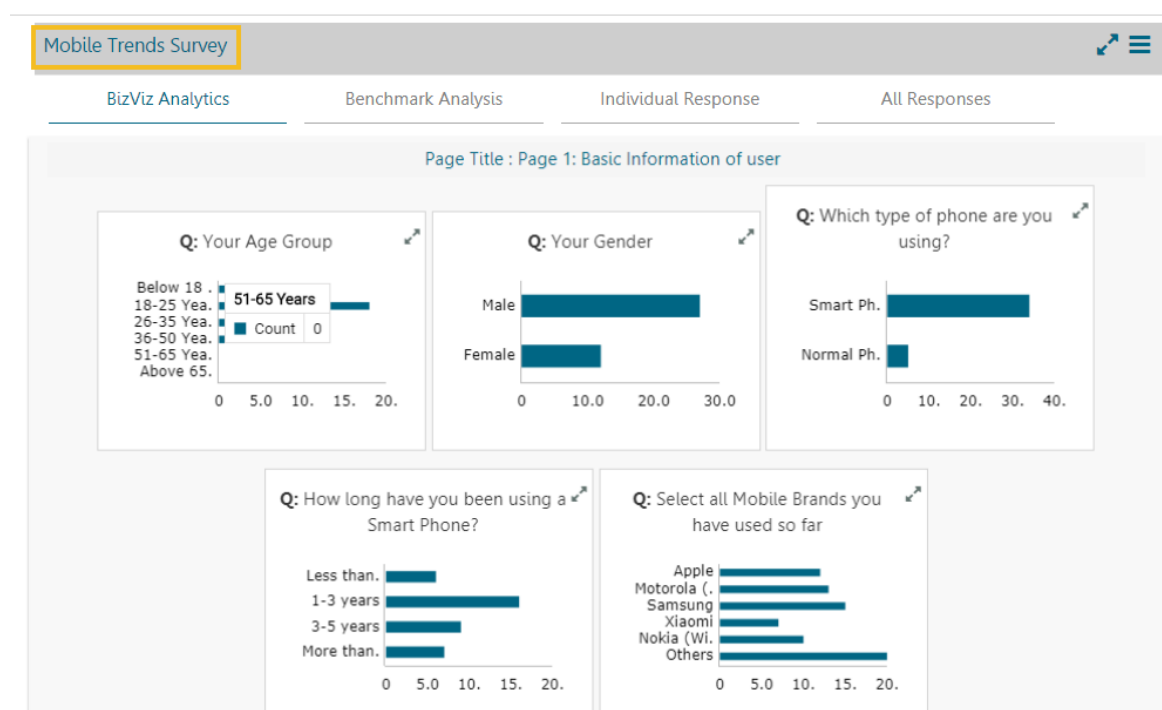 Mobile Trends Survey
BizViz Analytics Benchmark Analysis Individual Response All Responses
Page Title : Page 1: Basic Information of user
Q: Your Age Group
Below 18 .
18-25 Yea.
26-35 Yea.
36-50 Yea.
51-65 Yea.
Above 65.
51-65 Years
Count 0
0 5.0 10. 15. 20.
Q: Your Gender
Male
Female
0 10.0 20.0 30.0
Q: Which type of phone are you
using?
Smart Ph.
Normal Ph.
0 10. 20. 30. 40.
Q: How long have you been using a
Smart Phone?
Less than.
1-3 years
3-5 years
More than.
0 5.0 10. 15. 20.
Q: Select all Mobile Brands you
have used so far
Apple
Motorola (.
Samsung
Xiaomi
Nokia (Wi.
Others
0 5.0 10. 15. 20.